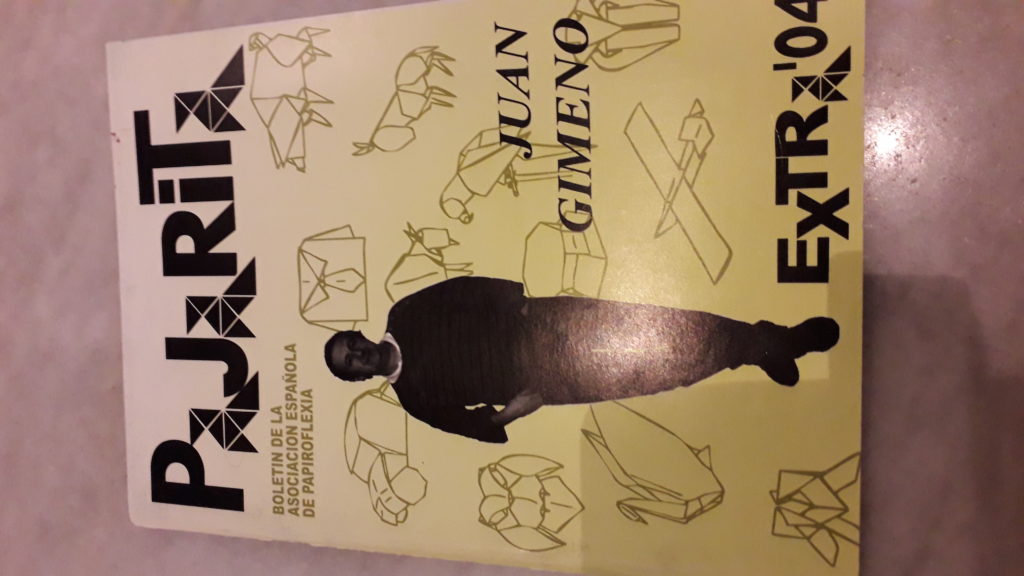 PAJARITA
BOLETIN DE LA
ASOCIACION ESPAÑOLA
DE PAPIROFLEXIA
JUAN
GIMENO
EXTRA'04